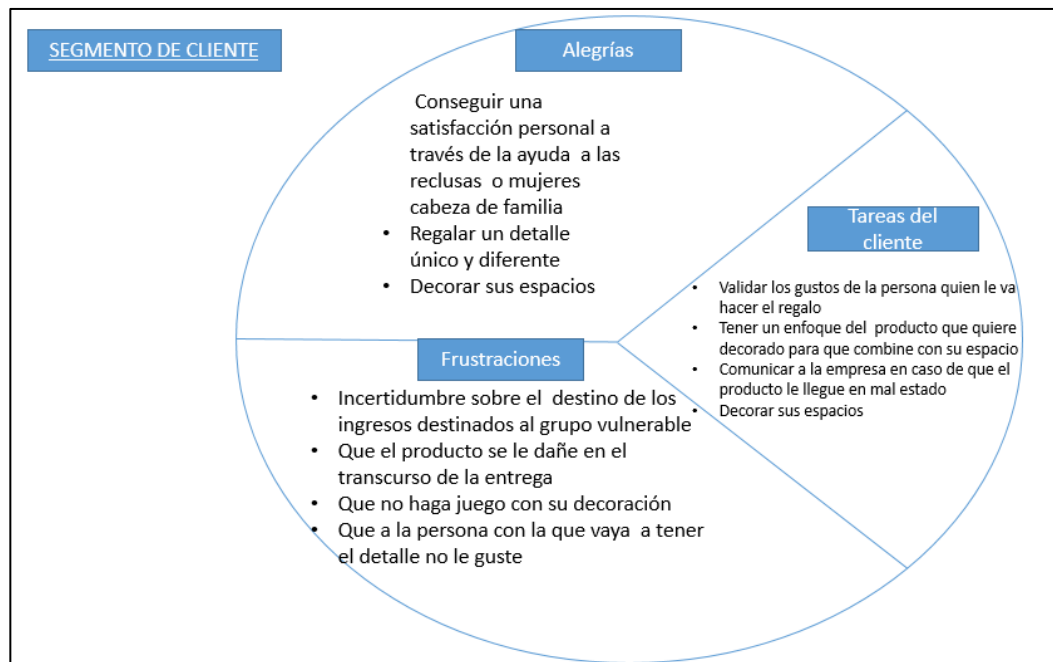 SEGMENTO DE CLIENTE
Alegrías
Conseguir una
satisfacción personal a
través de la ayuda a las
reclusas o mujeres
cabeza de familia
• Regalar un detalle
único y diferente
• Decorar sus espacios
Tareas del
cliente
• Validar los gustos de la persona quien le va
hacer el regalo
• Tener un enfoque del producto que quiere
decorado para que combine con su espacio
• Comunicar a la empresa en caso de que el
producto le llegue en mal estado
• Decorar sus espacios
Frustraciones
• Incertidumbre sobre el destino de los
ingresos destinados al grupo vulnerable
• Que el producto se le dañe en el
transcurso de la entrega
• Que no haga juego con su decoración
• Que a la persona con la que vaya a tener
el detalle no le guste